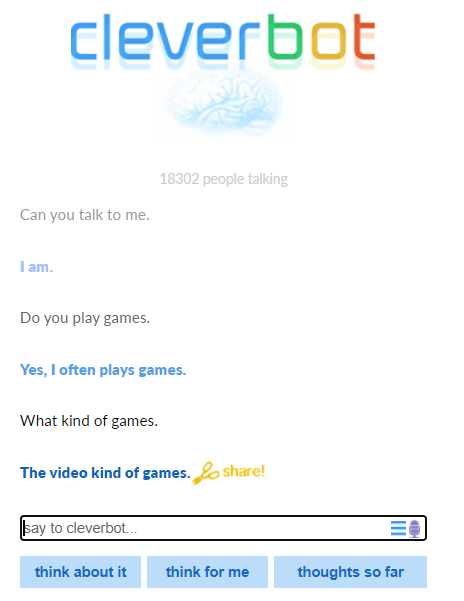 cleverbot
18302 people talking
Can you talk to me.
I am.
Do you play games.
Yes, I often plays games.
What kind of games.
The video kind of games. share!
say to cleverbot...
think about it think for me thoughts so far